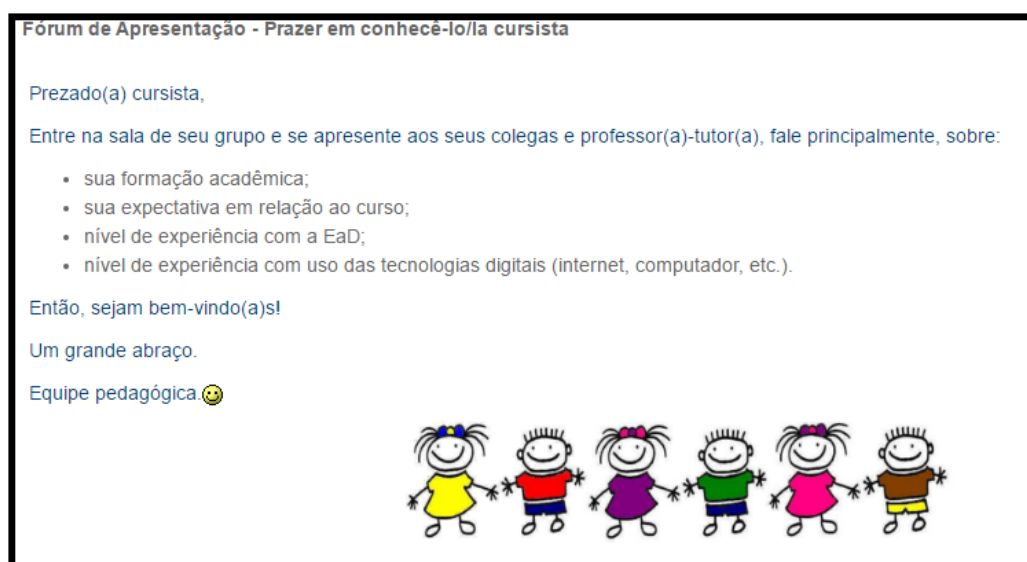 Fórum de Apresentação - Prazer em conhecê-lo/la cursista
Prezado(a) cursista,
Entre na sala de seu grupo e se apresente aos seus colegas e professor(a)-tutor(a), fale principalmente, sobre:
• sua formação acadêmica;
• sua expectativa em relação ao curso;
• nível de experiência com a EaD;
• nível de experiência com uso das tecnologias digitais (internet, computador, etc.).
Então, sejam bem-vindo(a)s!
Um grande abraço.
Equipe pedagógica.